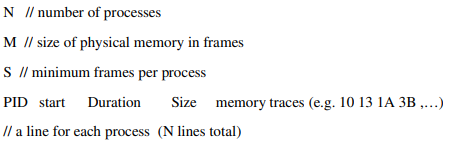 N // number of processes
M // size of physical memory in frames
S // minimum frames per process
PID start Duration Size memory traces (e.g. 10 13 1A 3B ,…)
// a line for each process (N lines total)